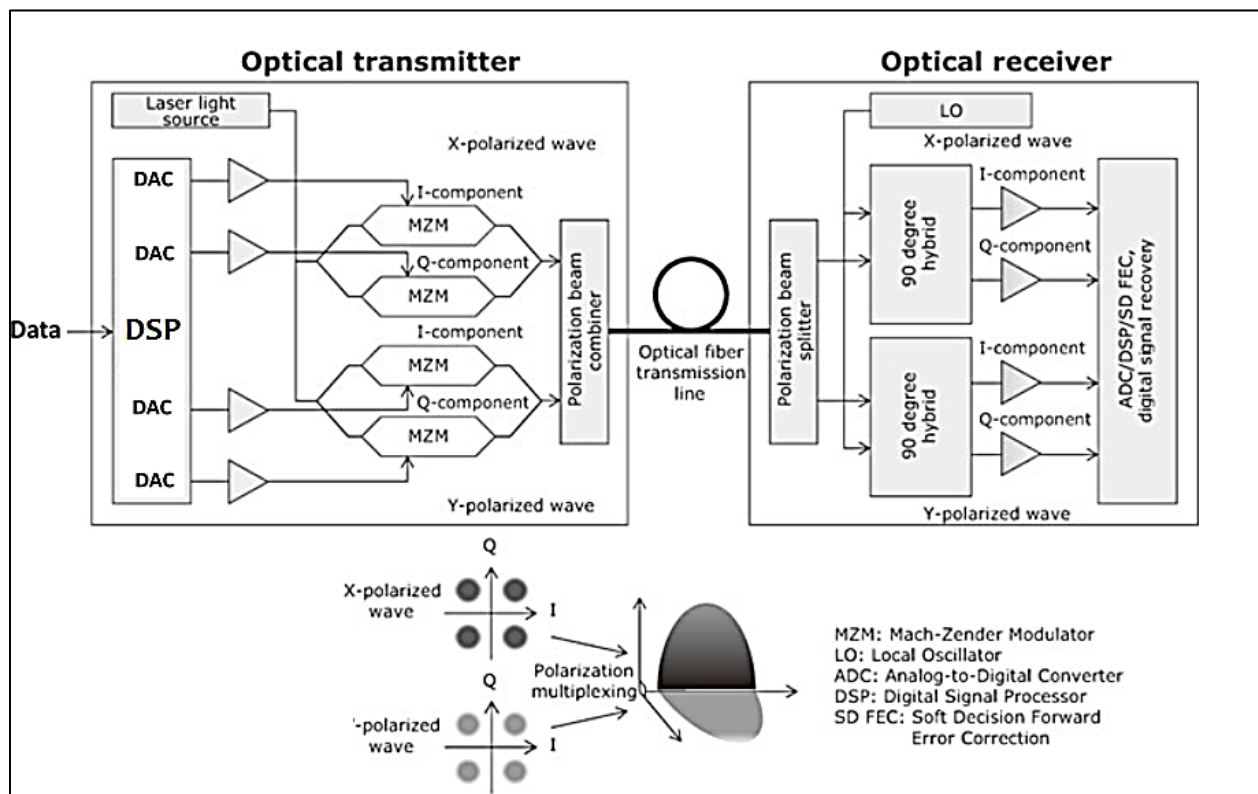 Optical transmitter
Laser light
source
X-polarized wave
DAC
I-component
MZM
DAC
Q-component
MZM
Data
DSP
I-component
MZM
DAC
Q-component
MZM
DAC
Y-polarized wave
Polarization beam
combiner
Optical fiber
transmission
line
Optical receiver
LO
X-polarized wave
Polarization beam
splitter
90 degree
hybrid
I-component
Q-component
90 degree
hybrid
I-component
Q-component
ADC/DSP/SD FEC,
digital signal recovery
Y-polarized wave
Q
X-polarized
wave
I
Q
-polarized
wave
I
Polarization
multiplexing
MZM: Mach-Zender Modulator
LO: Local Oscillator
ADC: Analog-to-Digital Converter
DSP: Digital Signal Processor
SD FEC: Soft Decision Forward
Error Correction